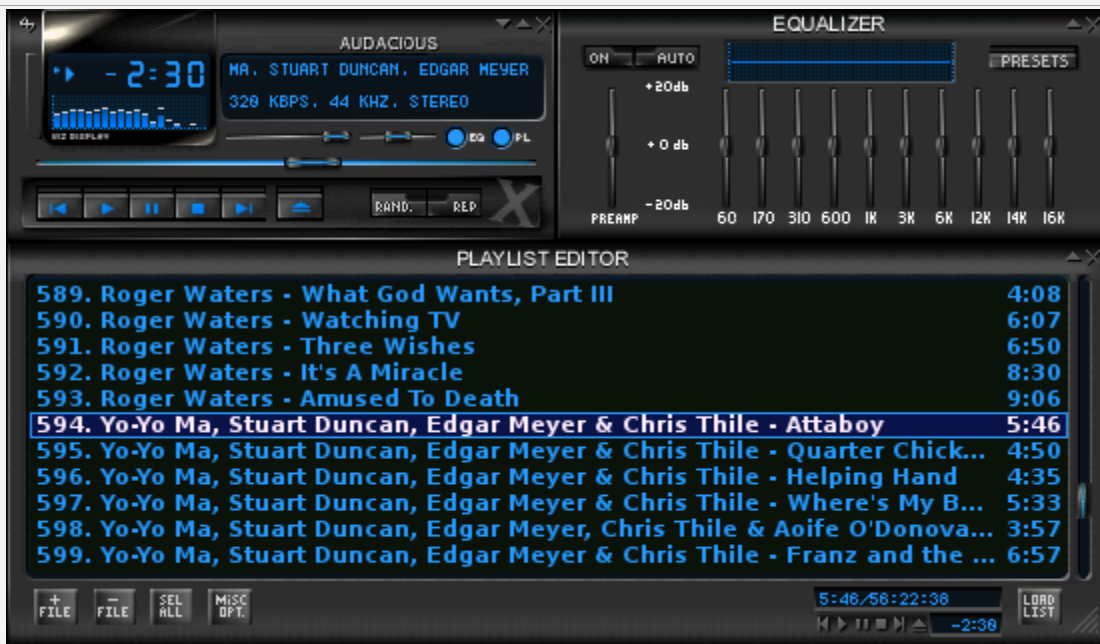 AUDACIOUS
- 2:30
MA, STUART DUNCAN, EDGAR MEYER
320 KBPS, 44 KHZ, STEREO
VIZ DISPLAY
EQ PL
RAND. REP
X
EQUALIZER
ON AUTO
PRESETS
+20db
+0 db
-20db
PREAMP 60 170 310 600 1K 3K 6K 12K 14K 16K
PLAYLIST EDITOR
589. Roger Waters - What God Wants, Part III 4:08
590. Roger Waters - Watching TV 6:07
591. Roger Waters - Three Wishes 6:50
592. Roger Waters - It's A Miracle 8:30
593. Roger Waters - Amused To Death 9:06
594. Yo-Yo Ma, Stuart Duncan, Edgar Meyer & Chris Thile - Attaboy 5:46
595. Yo-Yo Ma, Stuart Duncan, Edgar Meyer & Chris Thile - Quarter Chick... 4:50
596. Yo-Yo Ma, Stuart Duncan, Edgar Meyer & Chris Thile - Helping Hand 4:35
597. Yo-Yo Ma, Stuart Duncan, Edgar Meyer & Chris Thile - Where's My B... 5:33
598. Yo-Yo Ma, Stuart Duncan, Edgar Meyer, Chris Thile & Aoife O'Donova... 3:57
599. Yo-Yo Ma, Stuart Duncan, Edgar Meyer & Chris Thile - Franz and the ... 6:57
+ FILE
- FILE
SEL ALL
MISC OPT.
5:46/56:22:38
-2:30
LOAD LIST